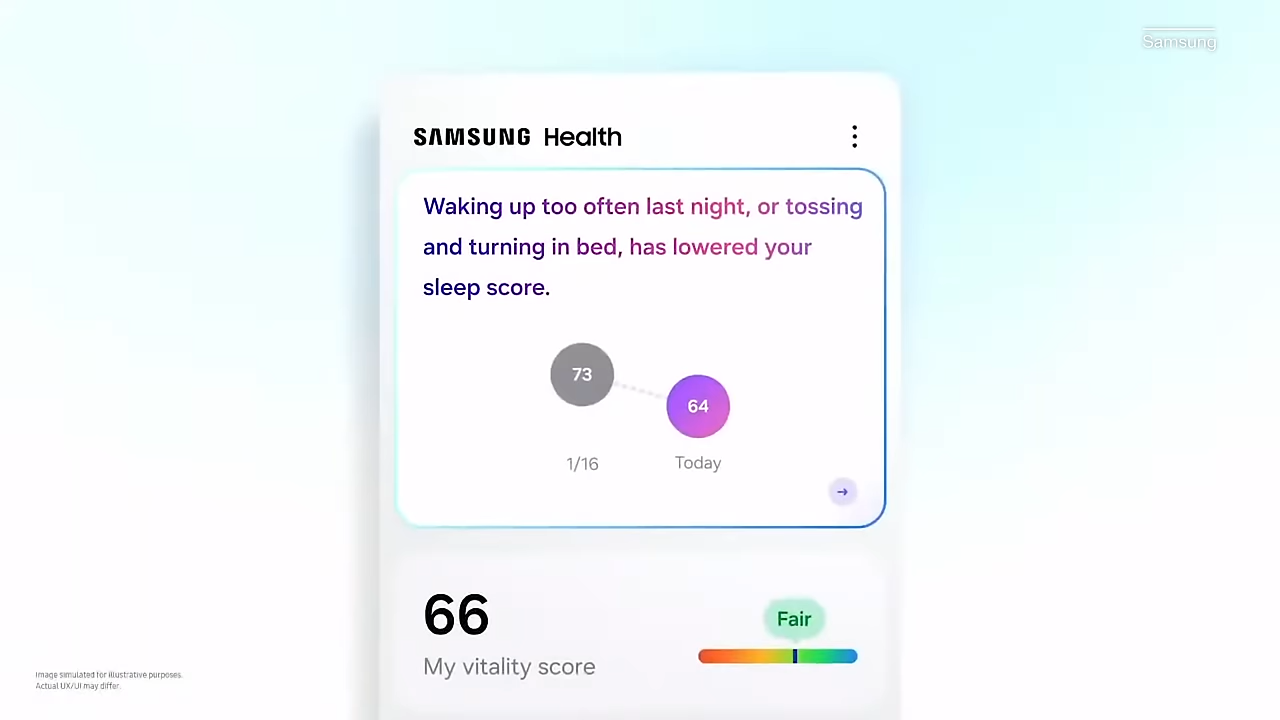 Samsung
SAMSUNG Health
Waking up too often last night, or tossing
and turning in bed, has lowered your
sleep score.
73
64
1/16
Today
66
Fair
My vitality score
Image simulated for illustrative purposes.
Actual UX/UI may differ.